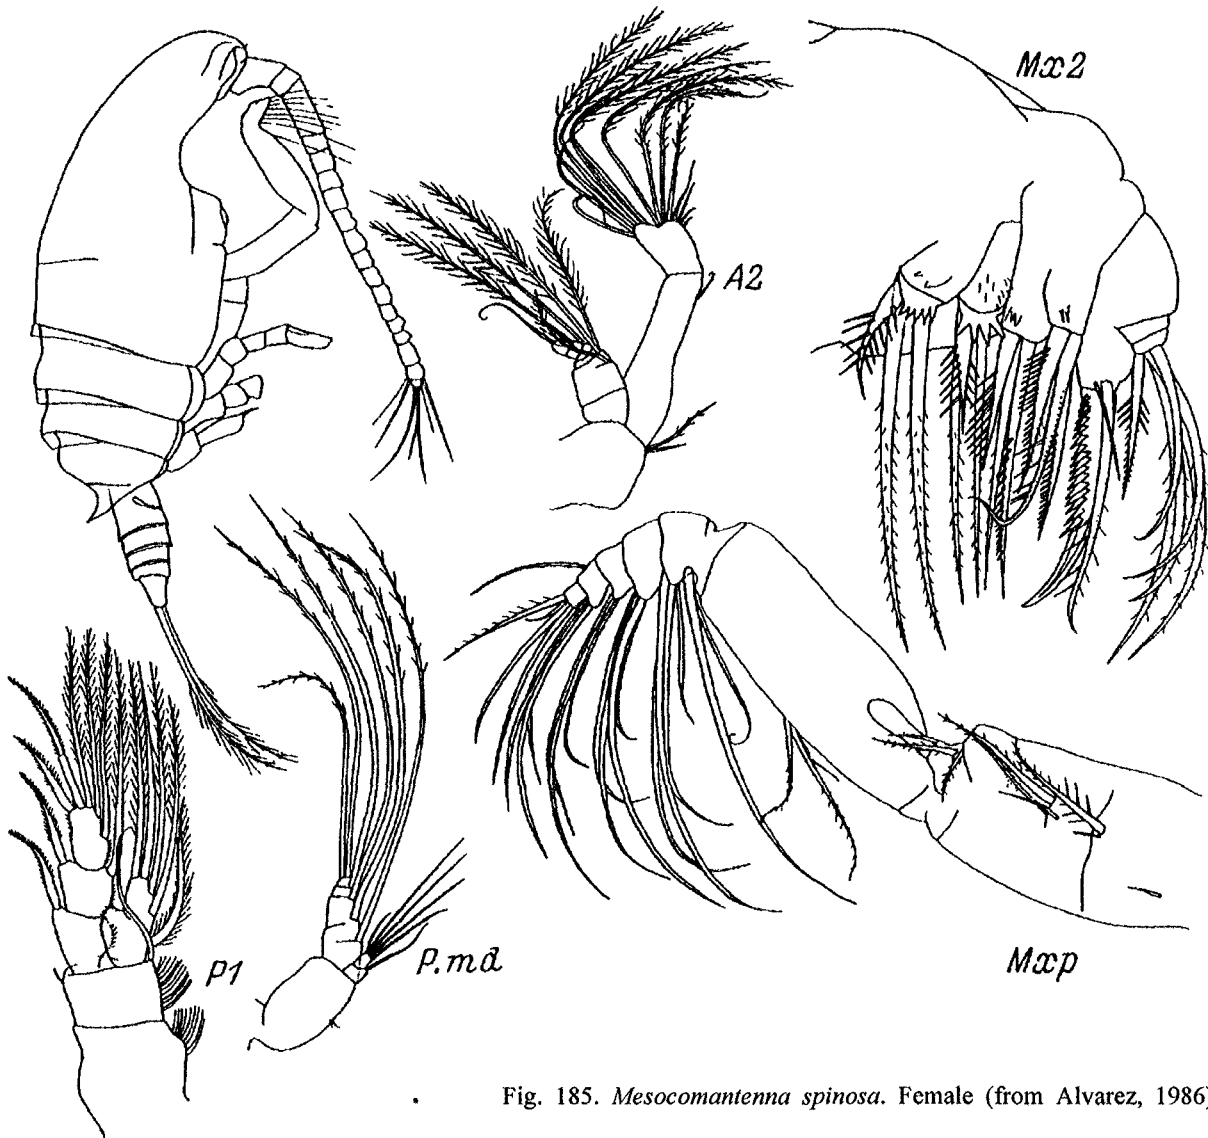 Mx2
A2
P1
P.md
Mxp
Fig. 185. Mesocomantenna spinosa. Female (from Alvarez, 1986)